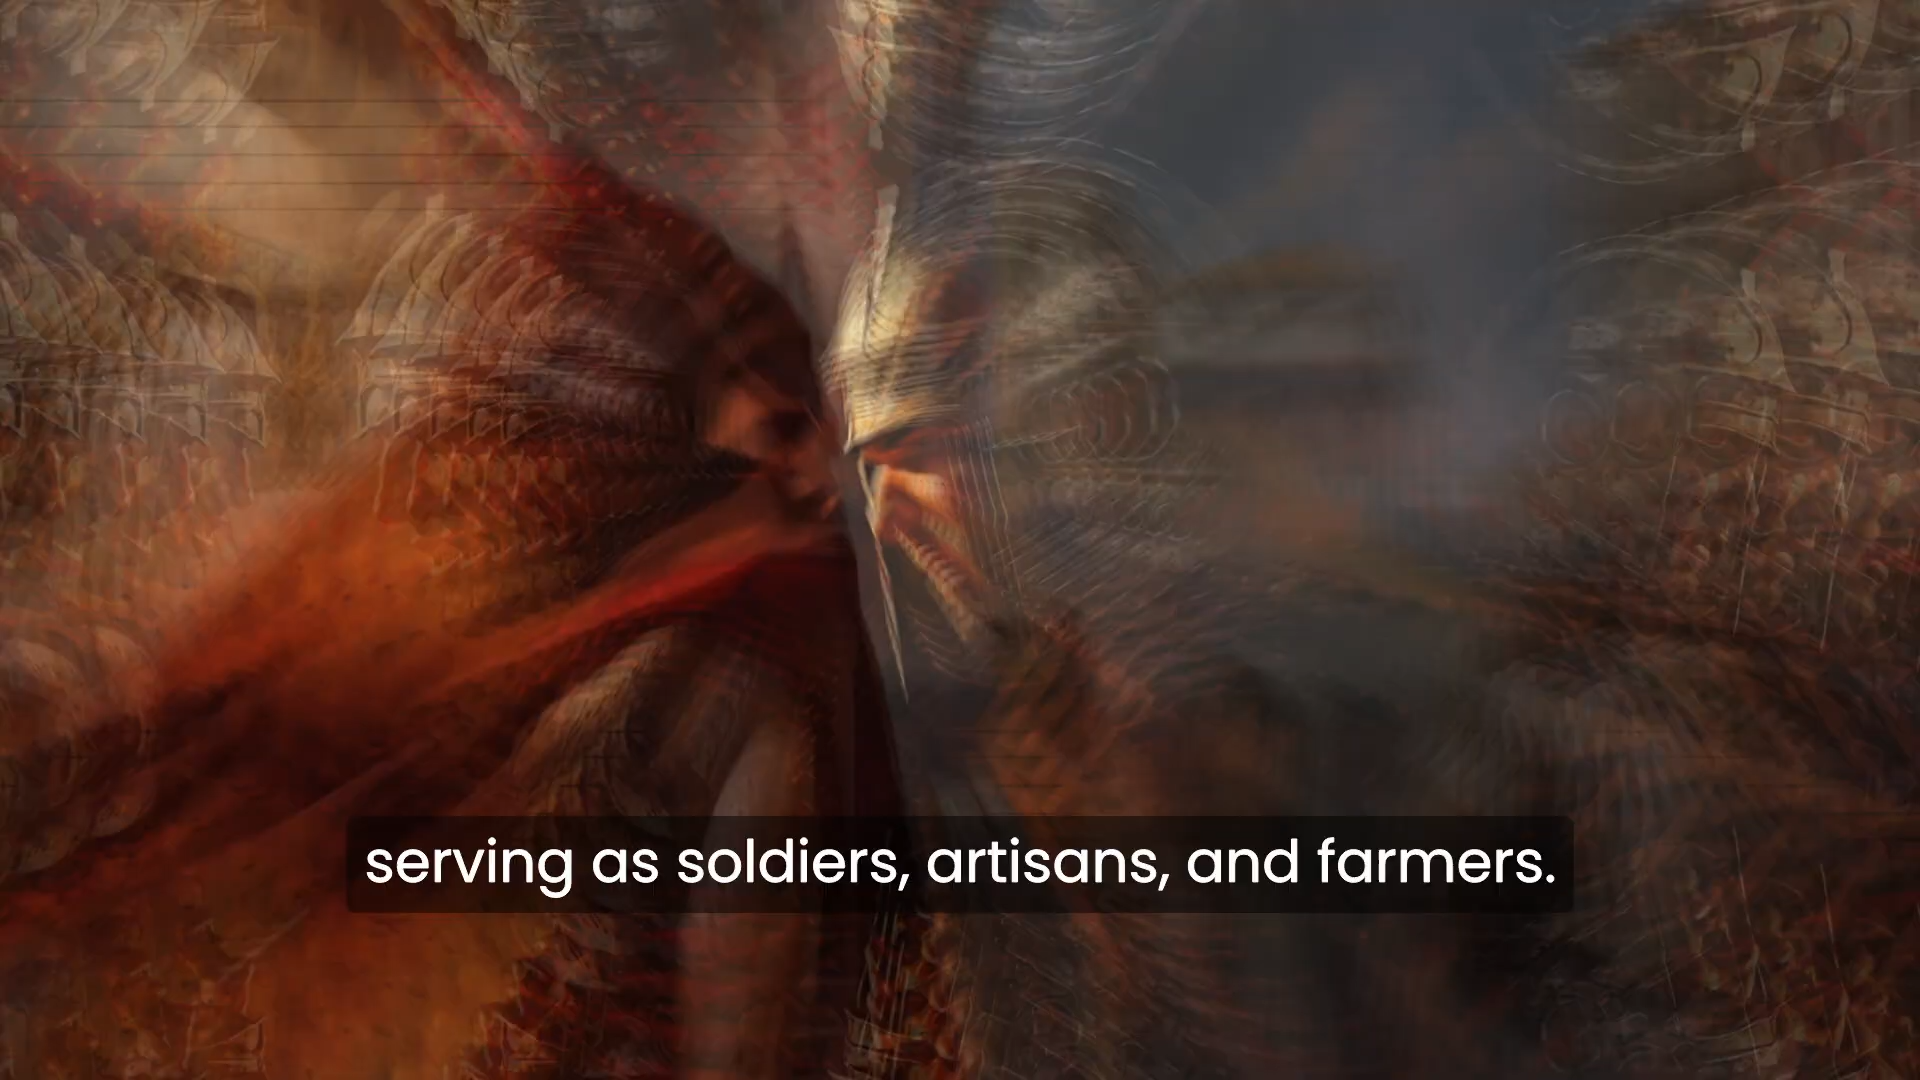 serving as soldiers, artisans, and farmers.